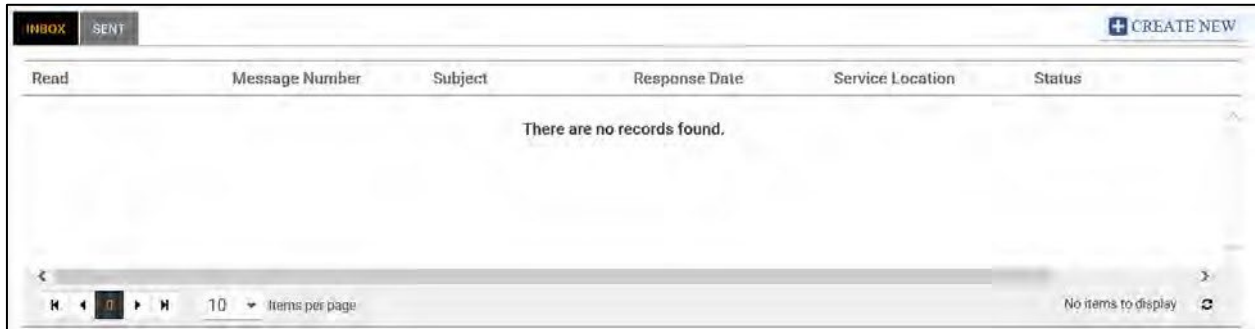 INBOX SENT CREATE NEW
Read Message Number Subject Response Date Service Location Status
There are no records found.
0 10 Items per page No items to display